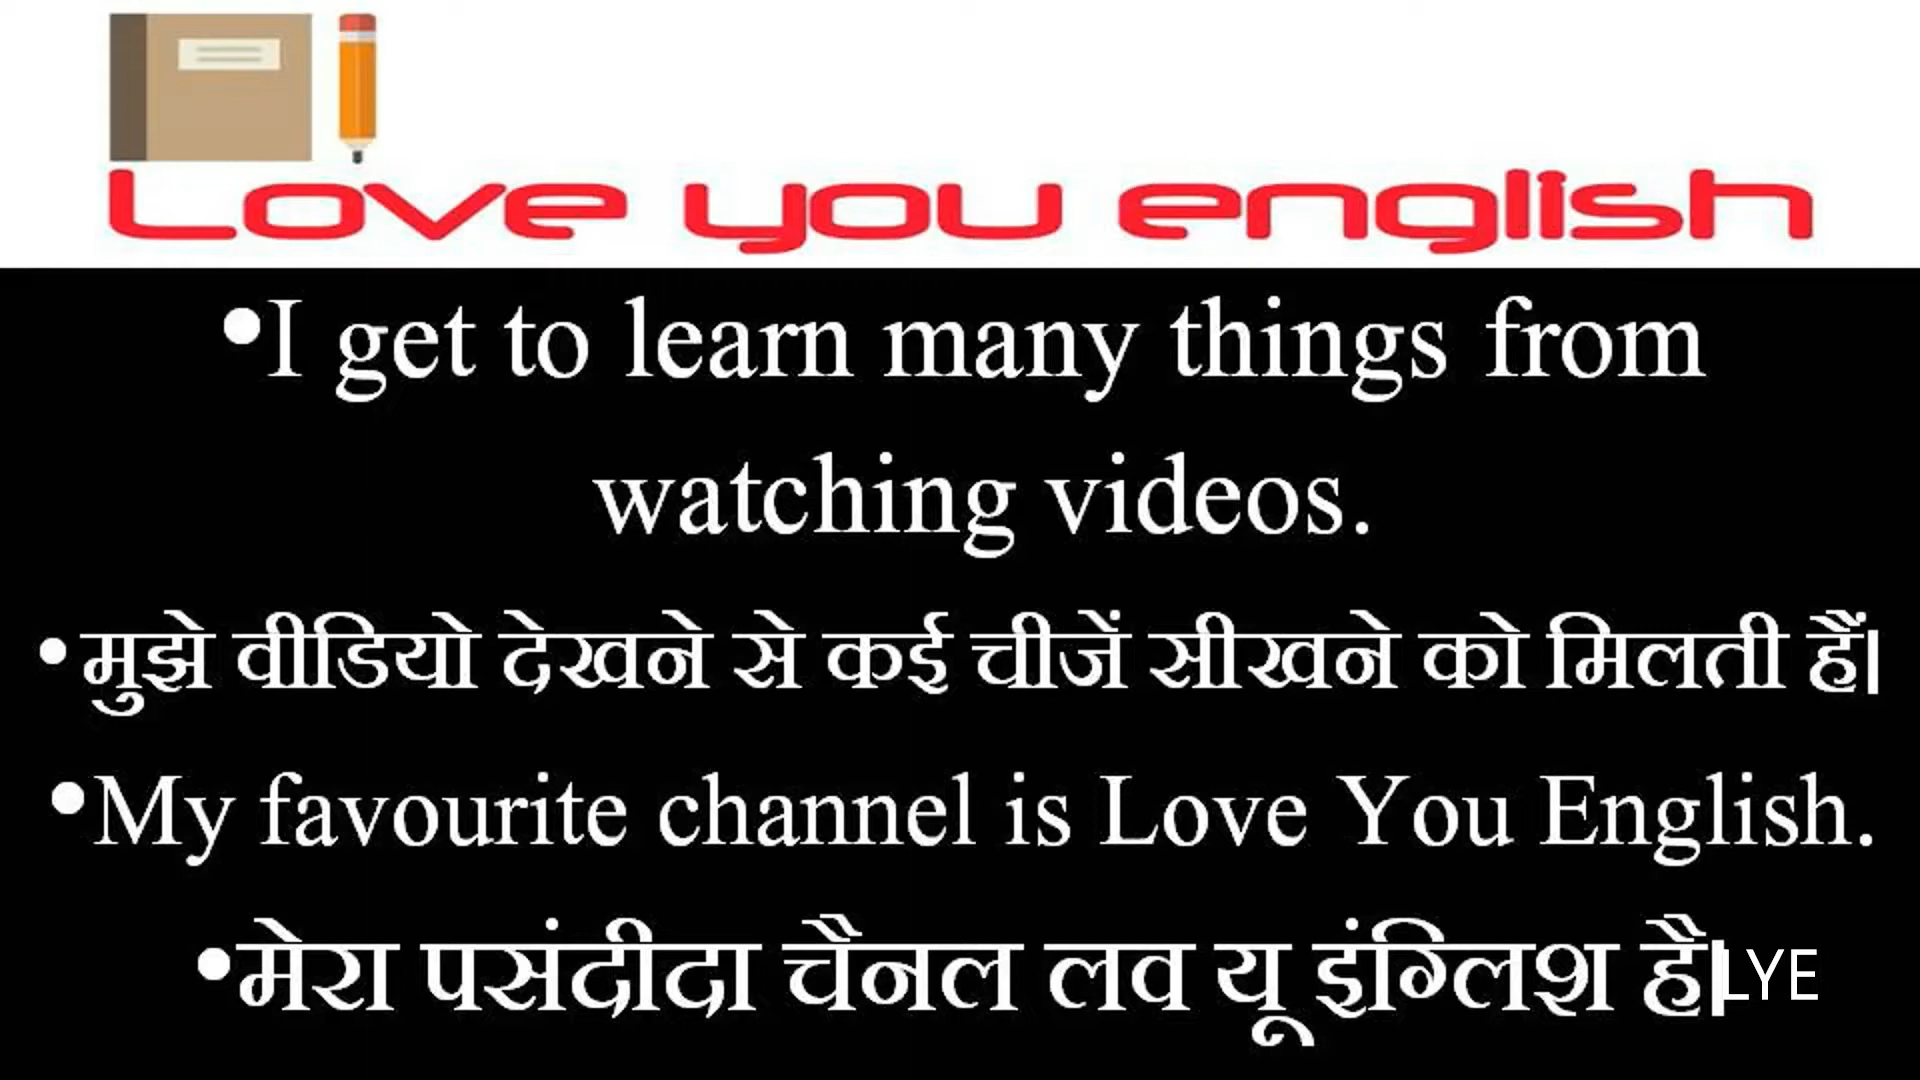 Love you english
•I get to learn many things from
watching videos.
•मुझे वीडियो देखने से कई चीजें सीखने को मिलती हैं।
•My favourite channel is Love You English.
•मेरा पसंदीदा चैनल लव यू इंग्लिश है।
LYE